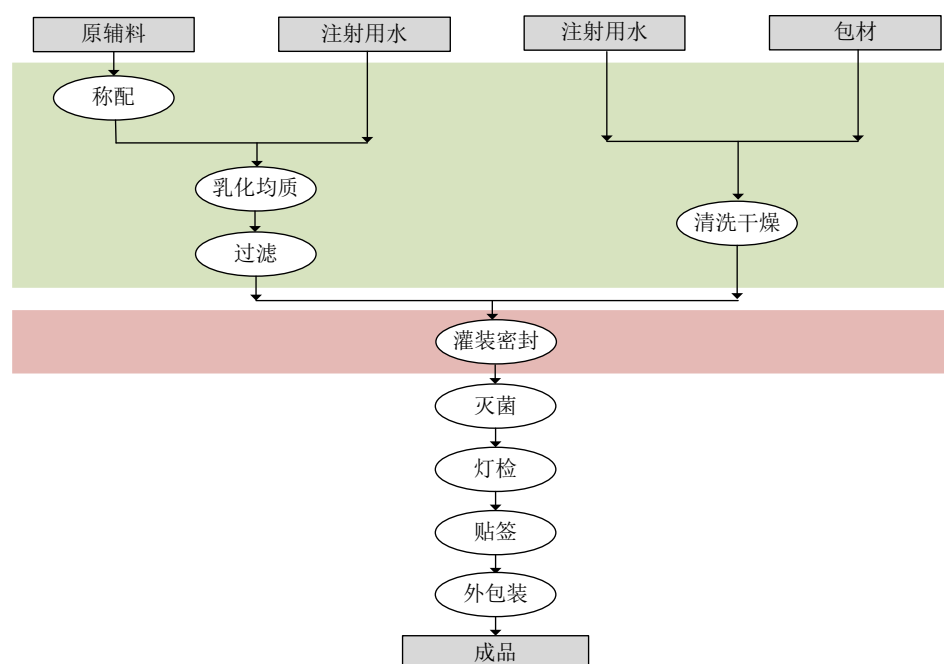 原辅料
注射用水
注射用水
包材
称配
乳化均质
过滤
清洗干燥
灌装密封
灭菌
灯检
贴签
外包装
成品